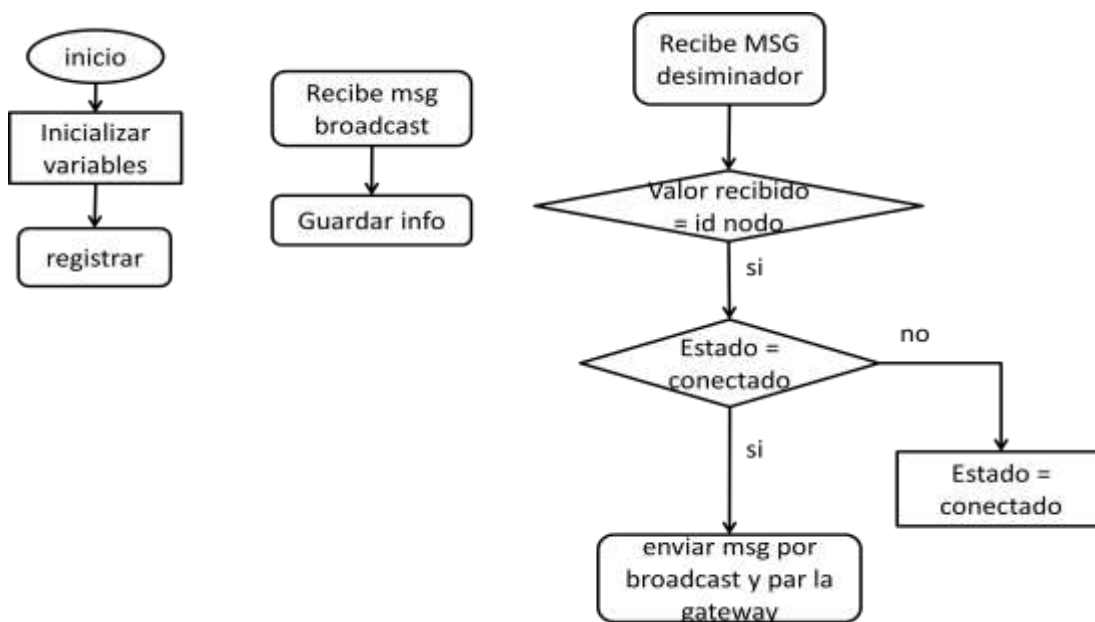 inicio
Inicializar
variables
registrar
Recibe msg
broadcast
Guardar info
Recibe MSG
desiminador
Valor recibido
= id nodo
si
Estado =
conectado
no
si
Estado =
conectado
enviar msg por
broadcast y par la
gateway